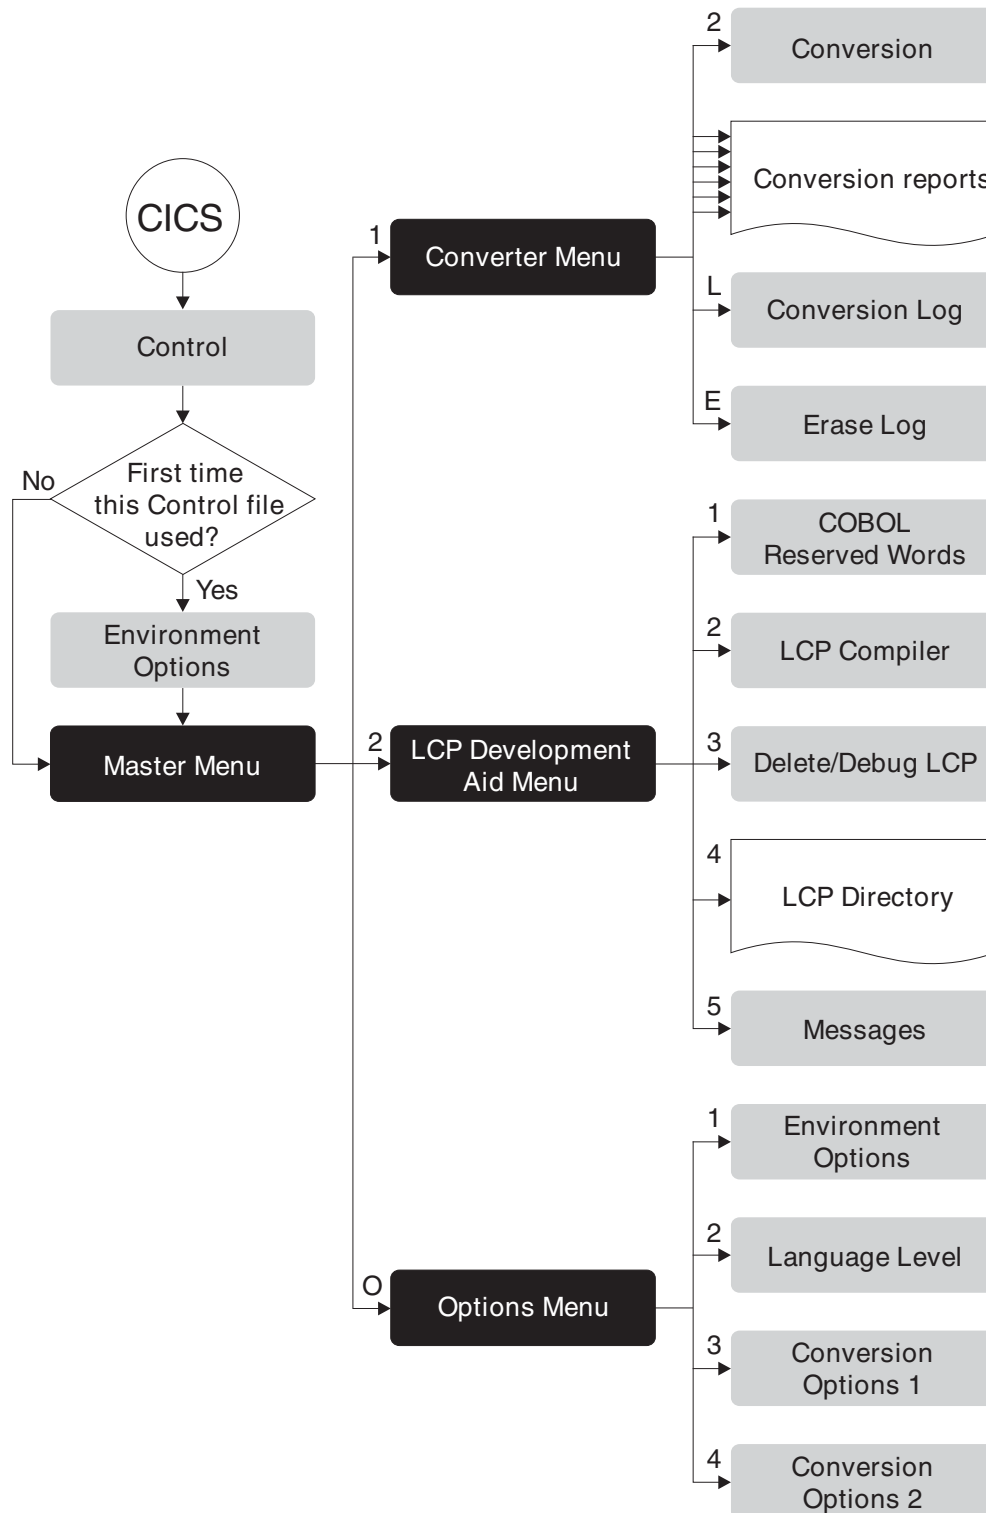 CICS
Control
First time
this Control file
used?
No
Yes
Environment
Options
Master Menu
1
Converter Menu
2
LCP Development
Aid Menu
O
Options Menu
2
Conversion
Conversion reports
L
Conversion Log
E
Erase Log
1
COBOL
Reserved Words
2
LCP Compiler
3
Delete/Debug LCP
4
LCP Directory
5
Messages
1
Environment
Options
2
Language Level
3
Conversion
Options 1
4
Conversion
Options 2